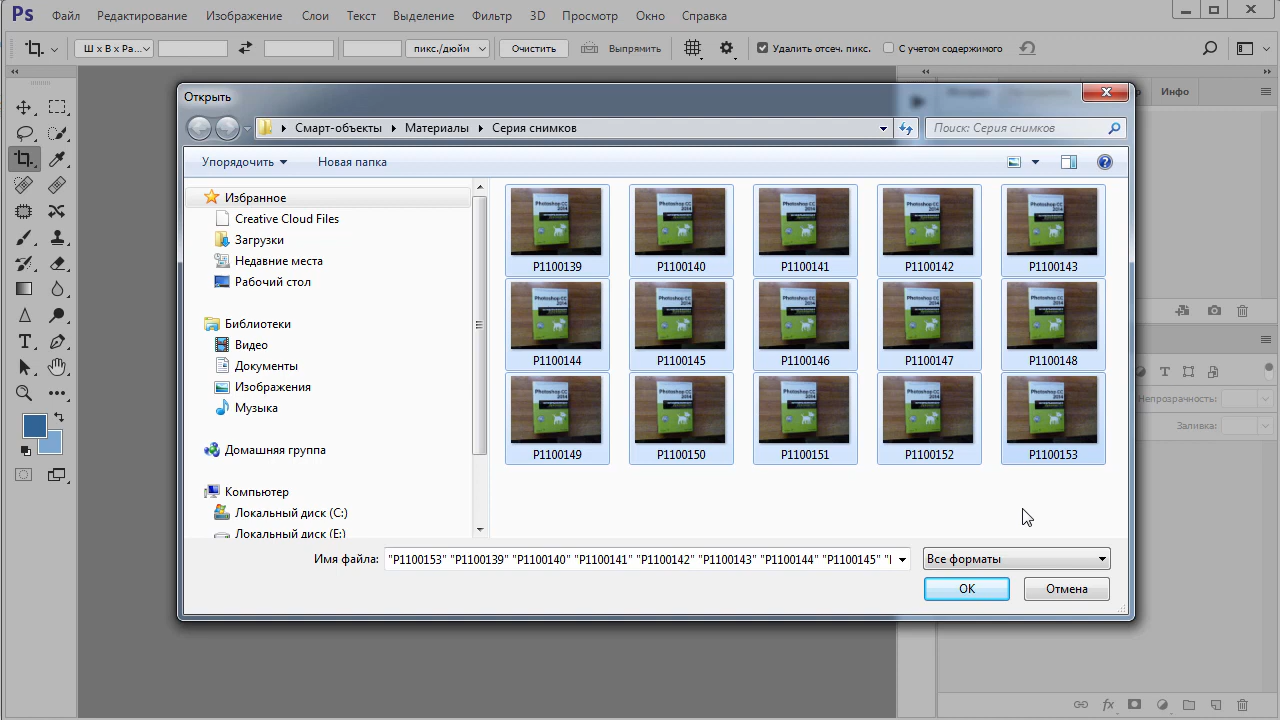 Ps Файл Редактирование Изображение Слои Текст Выделение Фильтр 3D Просмотр Окно Справка
Ш x В x Ра... пикс./дюйм Очистить Выпрямить Удалить отсеч. пикс. С учетом содержимого
Открыть
Инфо
Смарт-объекты Материалы Серия снимков
Поиск: Серия снимков
Упорядочить Новая папка
Избранное
Creative Cloud Files
Загрузки
Недавние места
Рабочий стол
Библиотеки
Видео
Документы
Изображения
Музыка
Домашняя группа
Компьютер
Локальный диск (C:)
Локальный диск (E:)
P1100139 P1100140 P1100141 P1100142 P1100143
P1100144 P1100145 P1100146 P1100147 P1100148
P1100149 P1100150 P1100151 P1100152 P1100153
Непрозрачность:
Заливка:
Имя файла: "P1100153" "P1100139" "P1100140" "P1100141" "P1100142" "P1100143" "P1100144" "P1100145" "
Все форматы
OK Отмена
fx